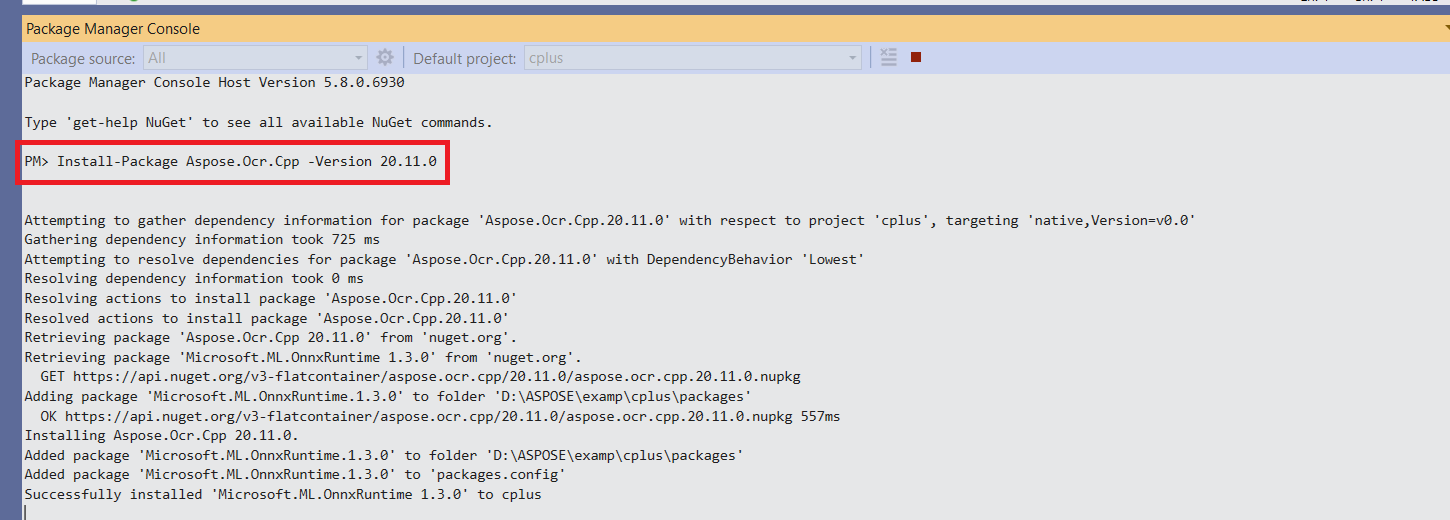 Package Manager Console
Package source: All
Default project: cplus
Package Manager Console Host Version 5.8.0.6930
Type 'get-help NuGet' to see all available NuGet commands.
PM> Install-Package Aspose.Ocr.Cpp -Version 20.11.0
Attempting to gather dependency information for package 'Aspose.Ocr.Cpp.20.11.0' with respect to project 'cplus', targeting 'native,Version=v0.0'
Gathering dependency information took 725 ms
Attempting to resolve dependencies for package 'Aspose.Ocr.Cpp.20.11.0' with DependencyBehavior 'Lowest'
Resolving dependency information took 0 ms
Resolving actions to install package 'Aspose.Ocr.Cpp.20.11.0'
Resolved actions to install package 'Aspose.Ocr.Cpp.20.11.0'
Retrieving package 'Aspose.Ocr.Cpp 20.11.0' from 'nuget.org'.
Retrieving package 'Microsoft.ML.OnnxRuntime 1.3.0' from 'nuget.org'.
GET https://api.nuget.org/v3-flatcontainer/aspose.ocr.cpp/20.11.0/aspose.ocr.cpp.20.11.0.nupkg
Adding package 'Microsoft.ML.OnnxRuntime.1.3.0' to folder 'D:\ASPOSE\examp\cplus\packages'
OK https://api.nuget.org/v3-flatcontainer/aspose.ocr.cpp/20.11.0/aspose.ocr.cpp.20.11.0.nupkg 557ms
Installing Aspose.Ocr.Cpp 20.11.0.
Added package 'Microsoft.ML.OnnxRuntime.1.3.0' to folder 'D:\ASPOSE\examp\cplus\packages'
Added package 'Microsoft.ML.OnnxRuntime.1.3.0' to 'packages.config'
Successfully installed 'Microsoft.ML.OnnxRuntime 1.3.0' to cplus